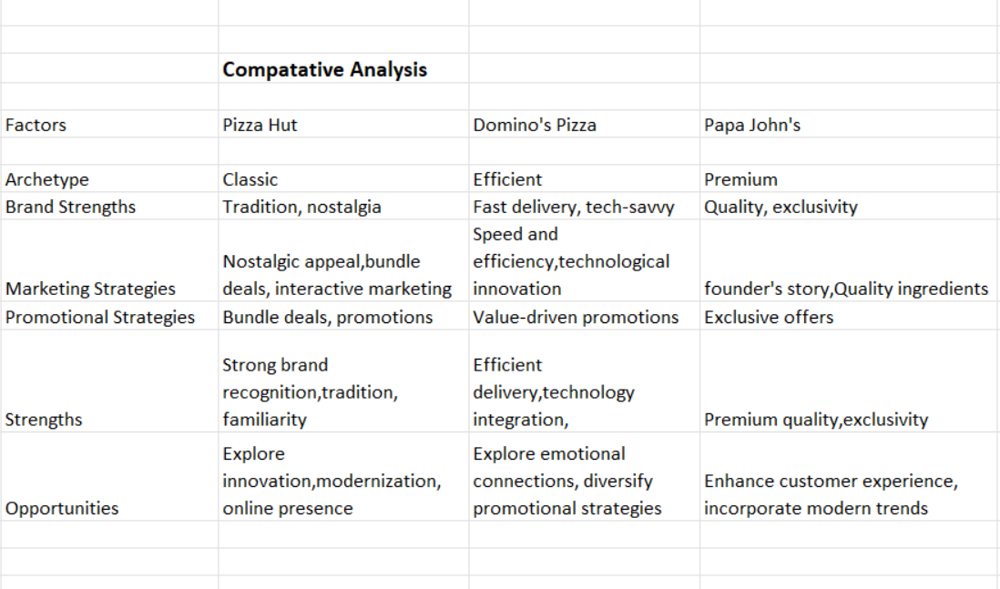 Compatative Analysis
Factors Pizza Hut Domino's Pizza Papa John's
Archetype Classic Efficient Premium
Brand Strengths Tradition, nostalgia Fast delivery, tech-savvy Quality, exclusivity
Speed and
Nostalgic appeal,bundle efficiency,technological
Marketing Strategies deals, interactive marketing innovation founder's story,Quality ingredients
Promotional Strategies Bundle deals, promotions Value-driven promotions Exclusive offers
Strong brand Efficient
recognition,tradition, delivery,technology
Strengths familiarity integration, Premium quality,exclusivity
Explore Explore emotional
innovation,modernization, connections, diversify Enhance customer experience,
Opportunities online presence promotional strategies incorporate modern trends